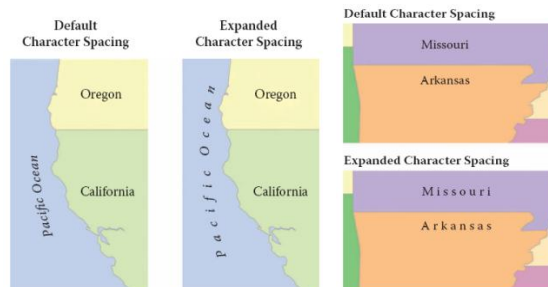 Default
Character Spacing
Oregon
Pacific Ocean
California
Expanded
Character Spacing
Oregon
Pacific Ocean
California
Default Character Spacing
Missouri
Arkansas
Expanded Character Spacing
Missouri
Arkansas